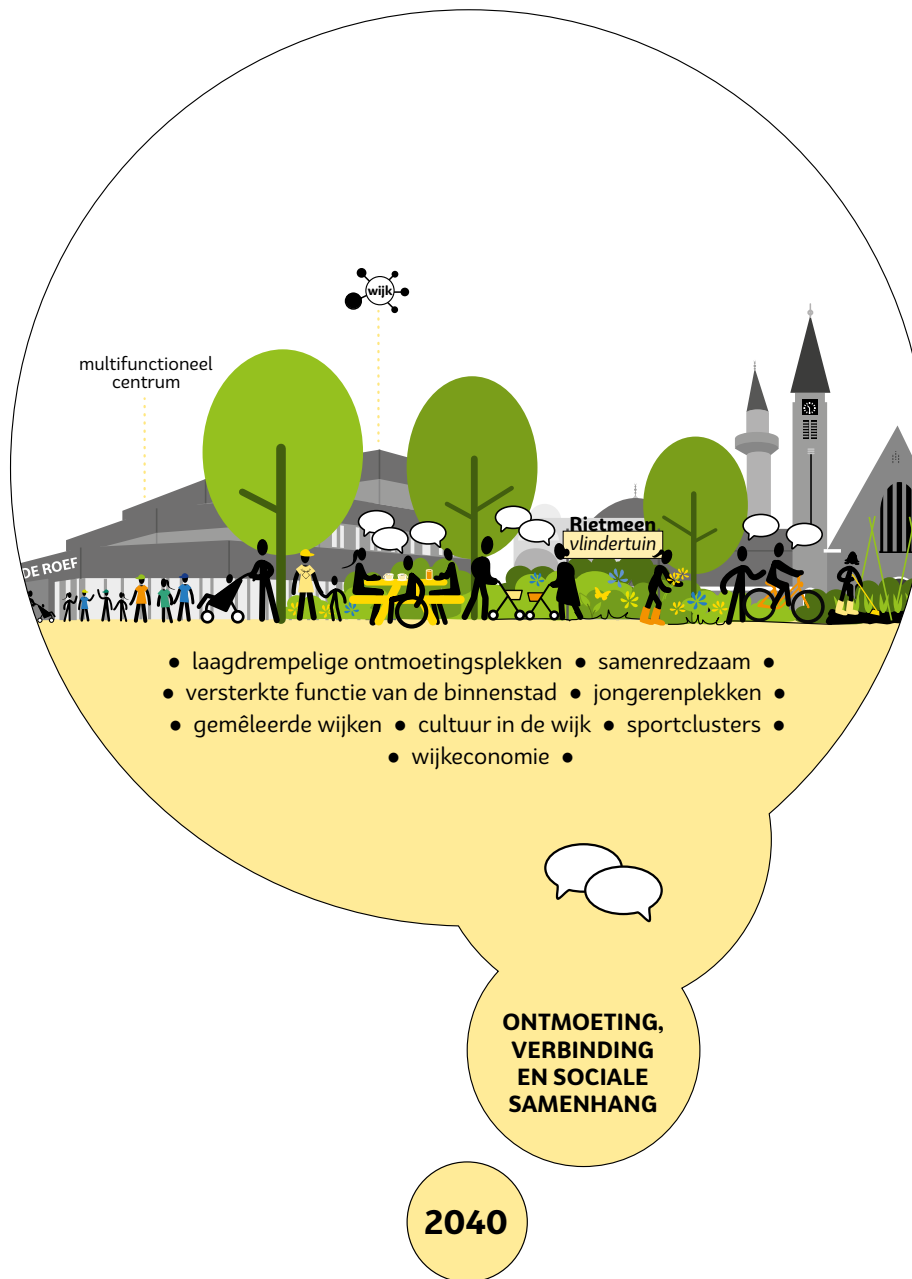 wijk
multifunctioneel
centrum
Rietmeen
vlindertuin
DE ROEF
• laagdrempelige ontmoetingsplekken • samenredzaam •
• versterkte functie van de binnenstad • jongerenplekken •
• gemêleerde wijken • cultuur in de wijk • sportclusters •
• wijkeconomie •
ONTMOETING,
VERBINDING
EN SOCIALE
SAMENHANG
2040